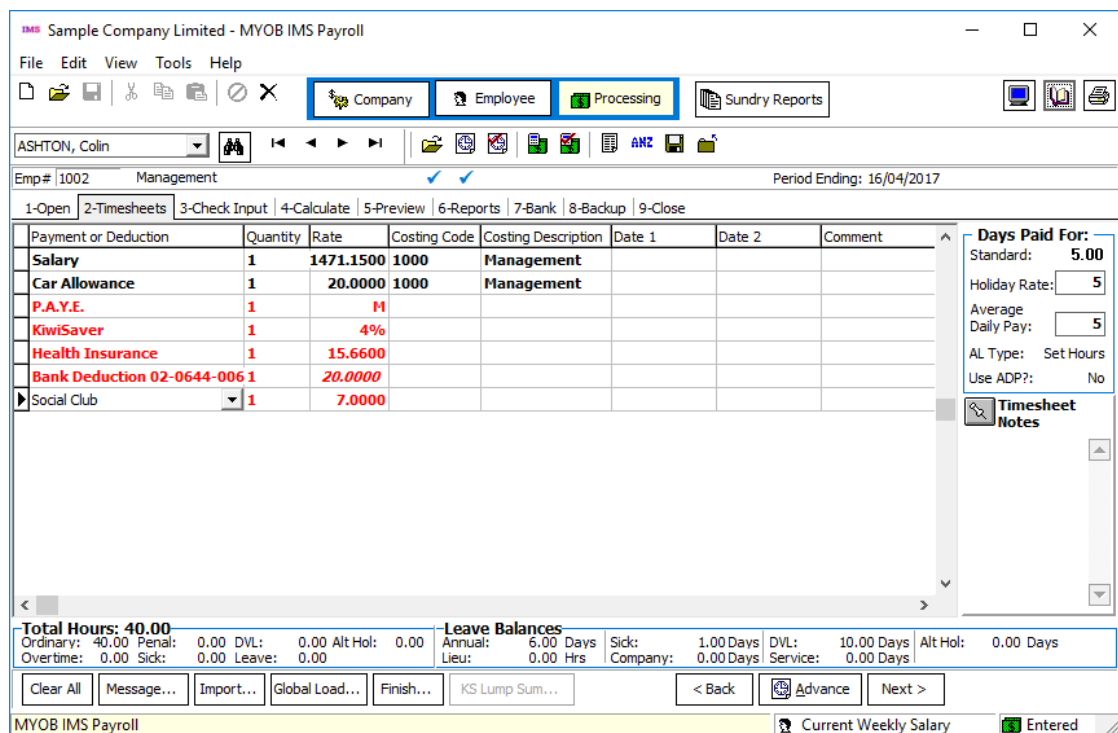 IMS Sample Company Limited - MYOB IMS Payroll
File Edit View Tools Help
Company Employee Processing Sundry Reports
ASHTON, Colin ANZ
Emp# 1002 Management Period Ending: 16/04/2017
1-Open 2-Timesheets 3-Check Input 4-Calculate 5-Preview 6-Reports 7-Bank 8-Backup 9-Close
Payment or Deduction Quantity Rate Costing Code Costing Description Date 1 Date 2 Comment
Salary 1 1471.1500 1000 Management
Car Allowance 1 20.0000 1000 Management
P.A.Y.E. 1 M
KiwiSaver 1 4%
Health Insurance 1 15.6600
Bank Deduction 02-0644-006 1 20.0000
Social Club 1 7.0000
Days Paid For:
Standard: 5.00
Holiday Rate: 5
Average
Daily Pay: 5
AL Type: Set Hours
Use ADP?: No
Timesheet
Notes
Total Hours: 40.00 Leave Balances
Ordinary: 40.00 Penal: 0.00 DVL: 0.00 Alt Hol: 0.00 Annual: 6.00 Days Sick: 1.00 Days DVL: 10.00 Days Alt Hol: 0.00 Days
Overtime: 0.00 Sick: 0.00 Leave: 0.00 Lieu: 0.00 Hrs Company: 0.00 Days Service: 0.00 Days
Clear All Message... Import... Global Load... Finish... KS Lump Sum... < Back Advance Next >
MYOB IMS Payroll Current Weekly Salary Entered